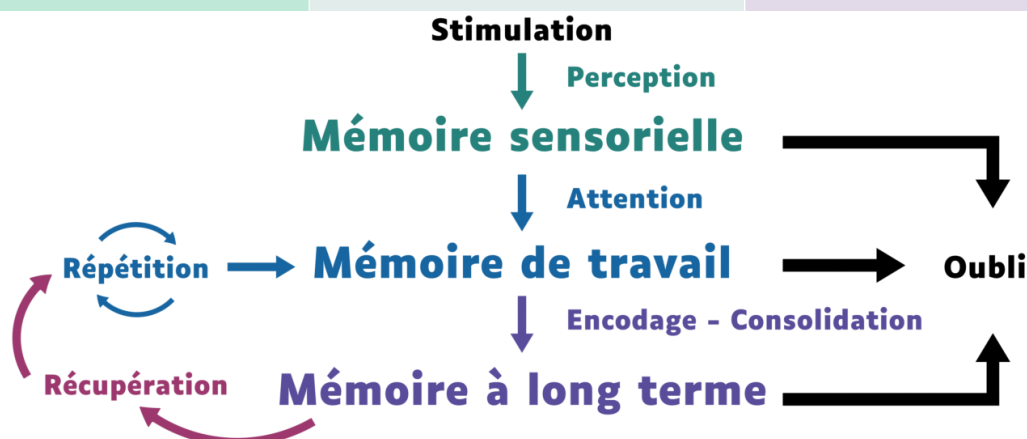 Stimulation
Perception
Mémoire sensorielle
Attention
Répétition
Mémoire de travail
Oubli
Encodage - Consolidation
Récupération
Mémoire à long terme